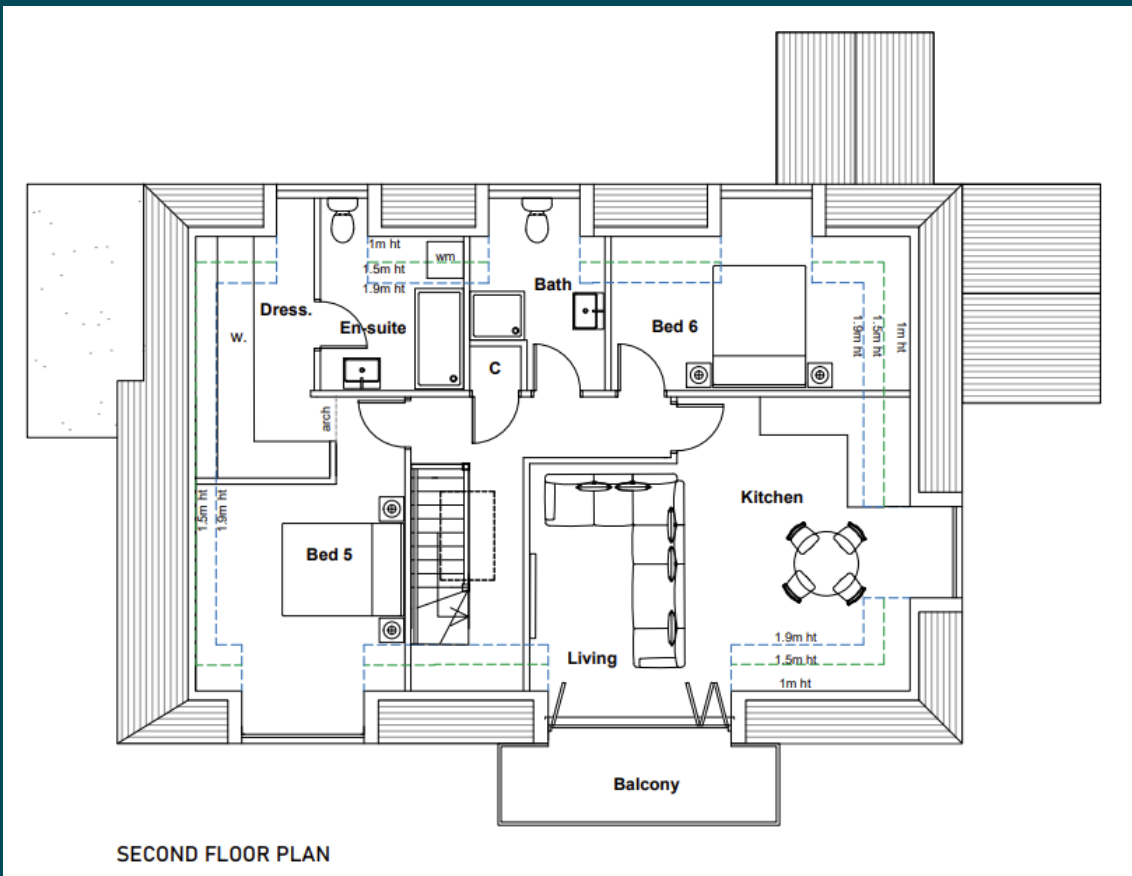 1m ht
1.5m ht
1.9m ht
wm
Bath
Dress.
En-suite
W.
C
Bed 6
1.9m ht
1.5m ht
1m ht
arch
Kitchen
1.5m ht
1.9m ht
Bed 5
Living
1.9m ht
1.5m ht
1m ht
Balcony
SECOND FLOOR PLAN